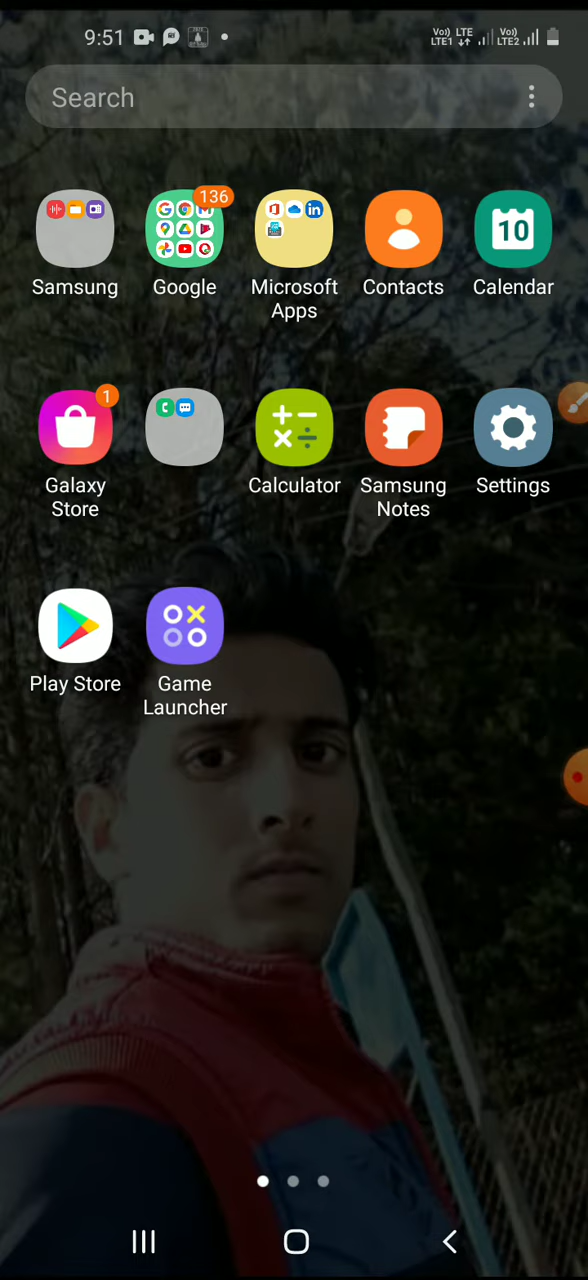 9:51
Vo)) LTE Vo))
LTE1 LTE2
Search
136
10
Samsung Google Microsoft Apps Contacts Calendar
1
Galaxy Store Calculator Samsung Notes Settings
Play Store Game Launcher